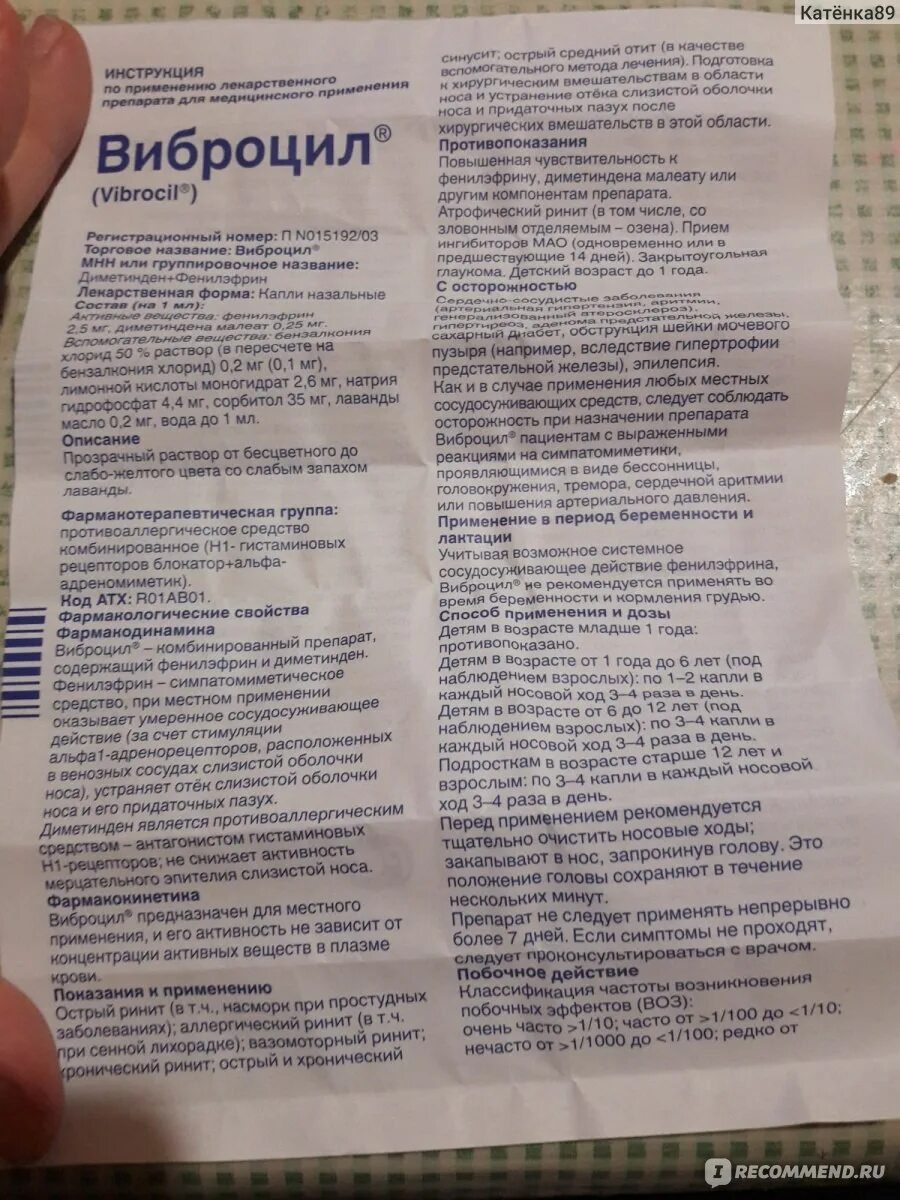 Катёнка89
ИНСТРУКЦИЯ
по применению лекарственного
препарата для медицинского применения
Виброцил®
(Vibrocil®)
Регистрационный номер: П N015192/03
Торговое название: Виброцил®
МНН или группировочное название:
Диметинден+Фенилэфрин
Лекарственная форма: Капли назальные
Состав (на 1 мл):
Активные вещества: фенилэфрин
2,5 мг, диметиндена малеат 0,25 мг.
Вспомогательные вещества: бензалкония
хлорид 50 % раствор (в пересчете на
бензалкония хлорид) 0,2 мг (0,1 мг),
лимонной кислоты моногидрат 2,6 мг, натрия
гидрофосфат 4,4 мг, сорбитол 35 мг, лаванды
масло 0,2 мг, вода до 1 мл.
Описание
Прозрачный раствор от бесцветного до
слабо-желтого цвета со слабым запахом
лаванды.
Фармакотерапевтическая группа:
противоаллергическое средство
комбинированное (Н1- гистаминовых
рецепторов блокатор+альфа-
адреномиметик).
Код АТХ: R01AB01.
Фармакологические свойства
Фармакодинамика
Виброцил® – комбинированный препарат,
содержащий фенилэфрин и диметинден.
Фенилэфрин – симпатомиметическое
средство, при местном применении
оказывает умеренное сосудосуживающее
действие (за счет стимуляции
альфа1-адренорецепторов, расположенных
в венозных сосудах слизистой оболочки
носа), устраняет отёк слизистой оболочки
носа и его придаточных пазух.
Диметинден является противоаллергическим
средством – антагонистом гистаминовых
Н1-рецепторов; не снижает активность
мерцательного эпителия слизистой носа.
Фармакокинетика
Виброцил® предназначен для местного
применения, и его активность не зависит от
концентрации активных веществ в плазме
крови.
Показания к применению
Острый ринит (в т.ч., насморк при простудных
заболеваниях); аллергический ринит (в т.ч.
при сенной лихорадке); вазомоторный ринит;
хронический ринит; острый и хронический
синусит; острый средний отит (в качестве
вспомогательного метода лечения). Подготовка
к хирургическим вмешательствам в области
носа и устранение отёка слизистой оболочки
носа и придаточных пазух после
хирургических вмешательств в этой области.
Противопоказания
Повышенная чувствительность к
фенилэфрину, диметиндена малеату или
другим компонентам препарата.
Атрофический ринит (в том числе, со
зловонным отделяемым – озена). Прием
ингибиторов МАО (одновременно или в
предшествующие 14 дней). Закрытоугольная
глаукома. Детский возраст до 1 года.
С осторожностью
Сердечно-сосудистые заболевания
(артериальная гипертензия, аритмии,
генерализованный атеросклероз),
гипертиреоз, аденома предстательной железы,
сахарный диабет, обструкция шейки мочевого
пузыря (например, вследствие гипертрофии
предстательной железы), эпилепсия.
Как и в случае применения любых местных
сосудосуживающих средств, следует соблюдать
осторожность при назначении препарата
Виброцил® пациентам с выраженными
реакциями на симпатомиметики,
проявляющимися в виде бессонницы,
головокружения, тремора, сердечной аритмии
или повышения артериального давления.
Применение в период беременности и
лактации
Учитывая возможное системное
сосудосуживающее действие фенилэфрина,
Виброцил® не рекомендуется применять во
время беременности и кормления грудью.
Способ применения и дозы
Детям в возрасте младше 1 года:
противопоказано.
Детям в возрасте от 1 года до 6 лет (под
наблюдением взрослых): по 1–2 капли в
каждый носовой ход 3–4 раза в день.
Детям в возрасте от 6 до 12 лет (под
наблюдением взрослых): по 3–4 капли в
каждый носовой ход 3–4 раза в день.
Подросткам в возрасте старше 12 лет и
взрослым: по 3–4 капли в каждый носовой
ход 3–4 раза в день.
Перед применением рекомендуется
тщательно очистить носовые ходы;
закапывают в нос, запрокинув голову. Это
положение головы сохраняют в течение
нескольких минут.
Препарат не следует применять непрерывно
более 7 дней. Если симптомы не проходят,
следует проконсультироваться с врачом.
Побочное действие
Классификация частоты возникновения
побочных эффектов (ВОЗ):
очень часто >1/10; часто от >1/100 до <1/10;
нечасто от >1/1000 до <1/100; редко от
I RECOMMEND.RU